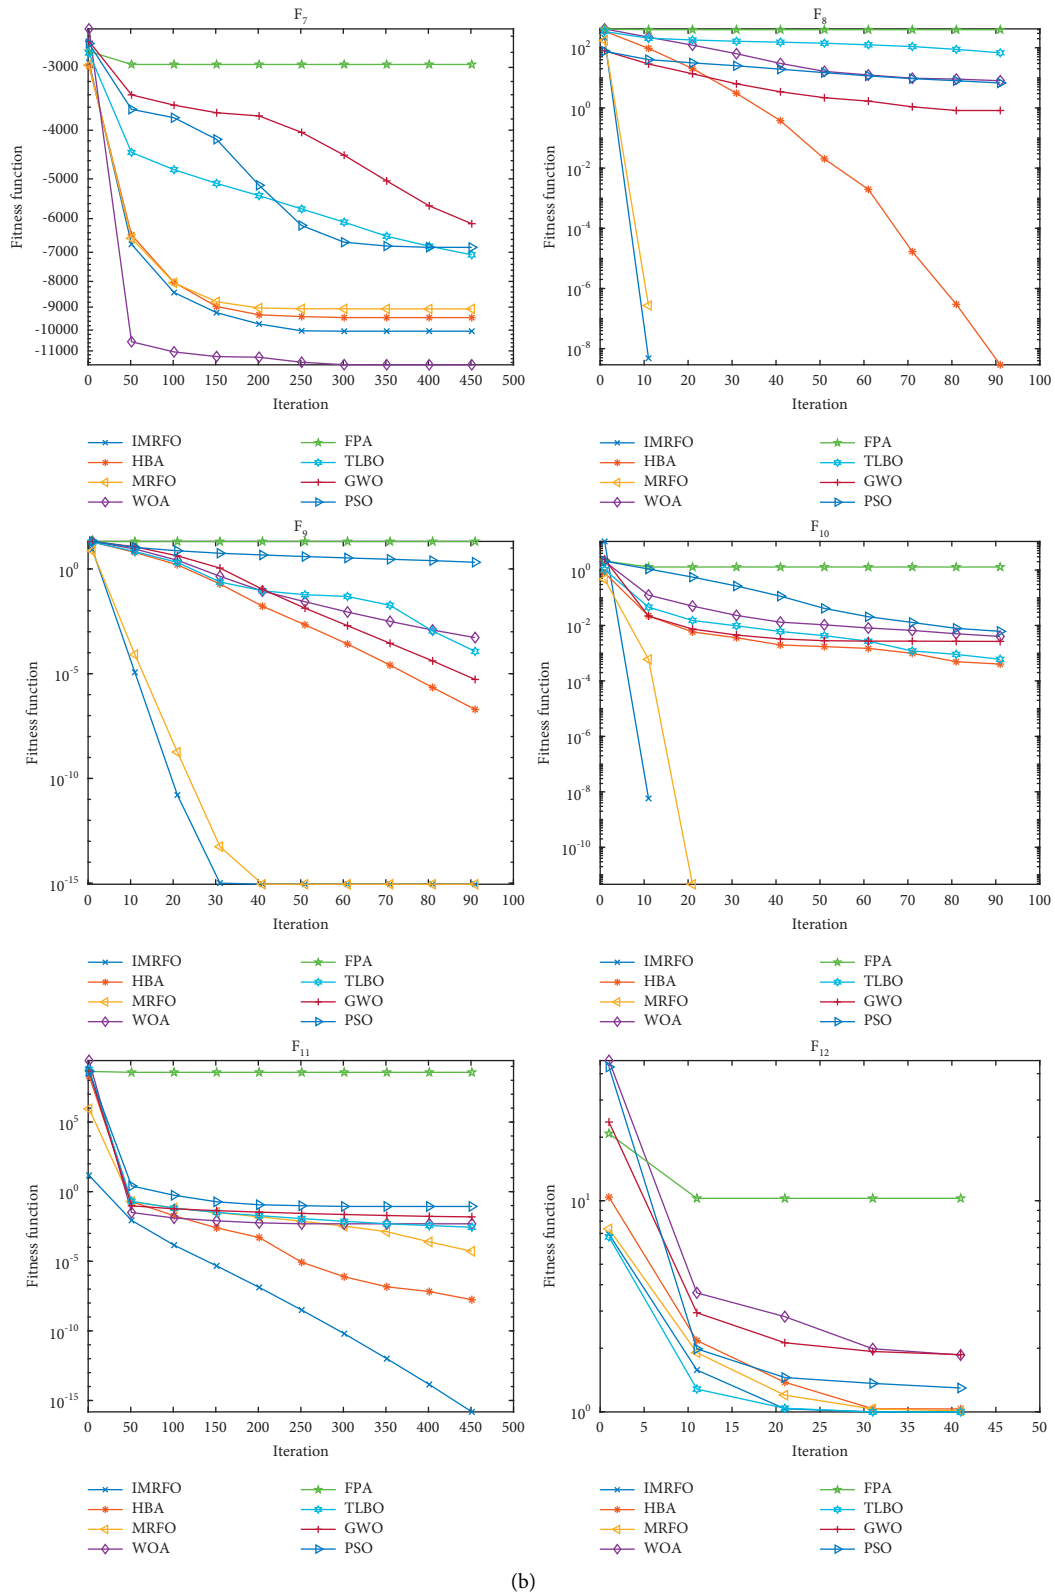 F7
Fitness function
-3000
-4000
-5000
-6000
-7000
-8000
-9000
-10000
-11000
0 50 100 150 200 250 300 350 400 450 500
Iteration
IMRFO
HBA
MRFO
WOA
FPA
TLBO
GWO
PSO
F8
Fitness function
10^2
10^0
10^-2
10^-4
10^-6
10^-8
0 10 20 30 40 50 60 70 80 90 100
Iteration
IMRFO
HBA
MRFO
WOA
FPA
TLBO
GWO
PSO
F9
Fitness function
10^0
10^-5
10^-10
10^-15
0 10 20 30 40 50 60 70 80 90 100
Iteration
IMRFO
HBA
MRFO
WOA
FPA
TLBO
GWO
PSO
F10
Fitness function
10^0
10^-2
10^-4
10^-6
10^-8
10^-10
0 10 20 30 40 50 60 70 80 90 100
Iteration
IMRFO
HBA
MRFO
WOA
FPA
TLBO
GWO
PSO
F11
Fitness function
10^5
10^0
10^-5
10^-10
10^-15
0 50 100 150 200 250 300 350 400 450 500
Iteration
IMRFO
HBA
MRFO
WOA
FPA
TLBO
GWO
PSO
F12
Fitness function
10^1
10^0
0 5 10 15 20 25 30 35 40 45 50
Iteration
IMRFO
HBA
MRFO
WOA
FPA
TLBO
GWO
PSO
(b)